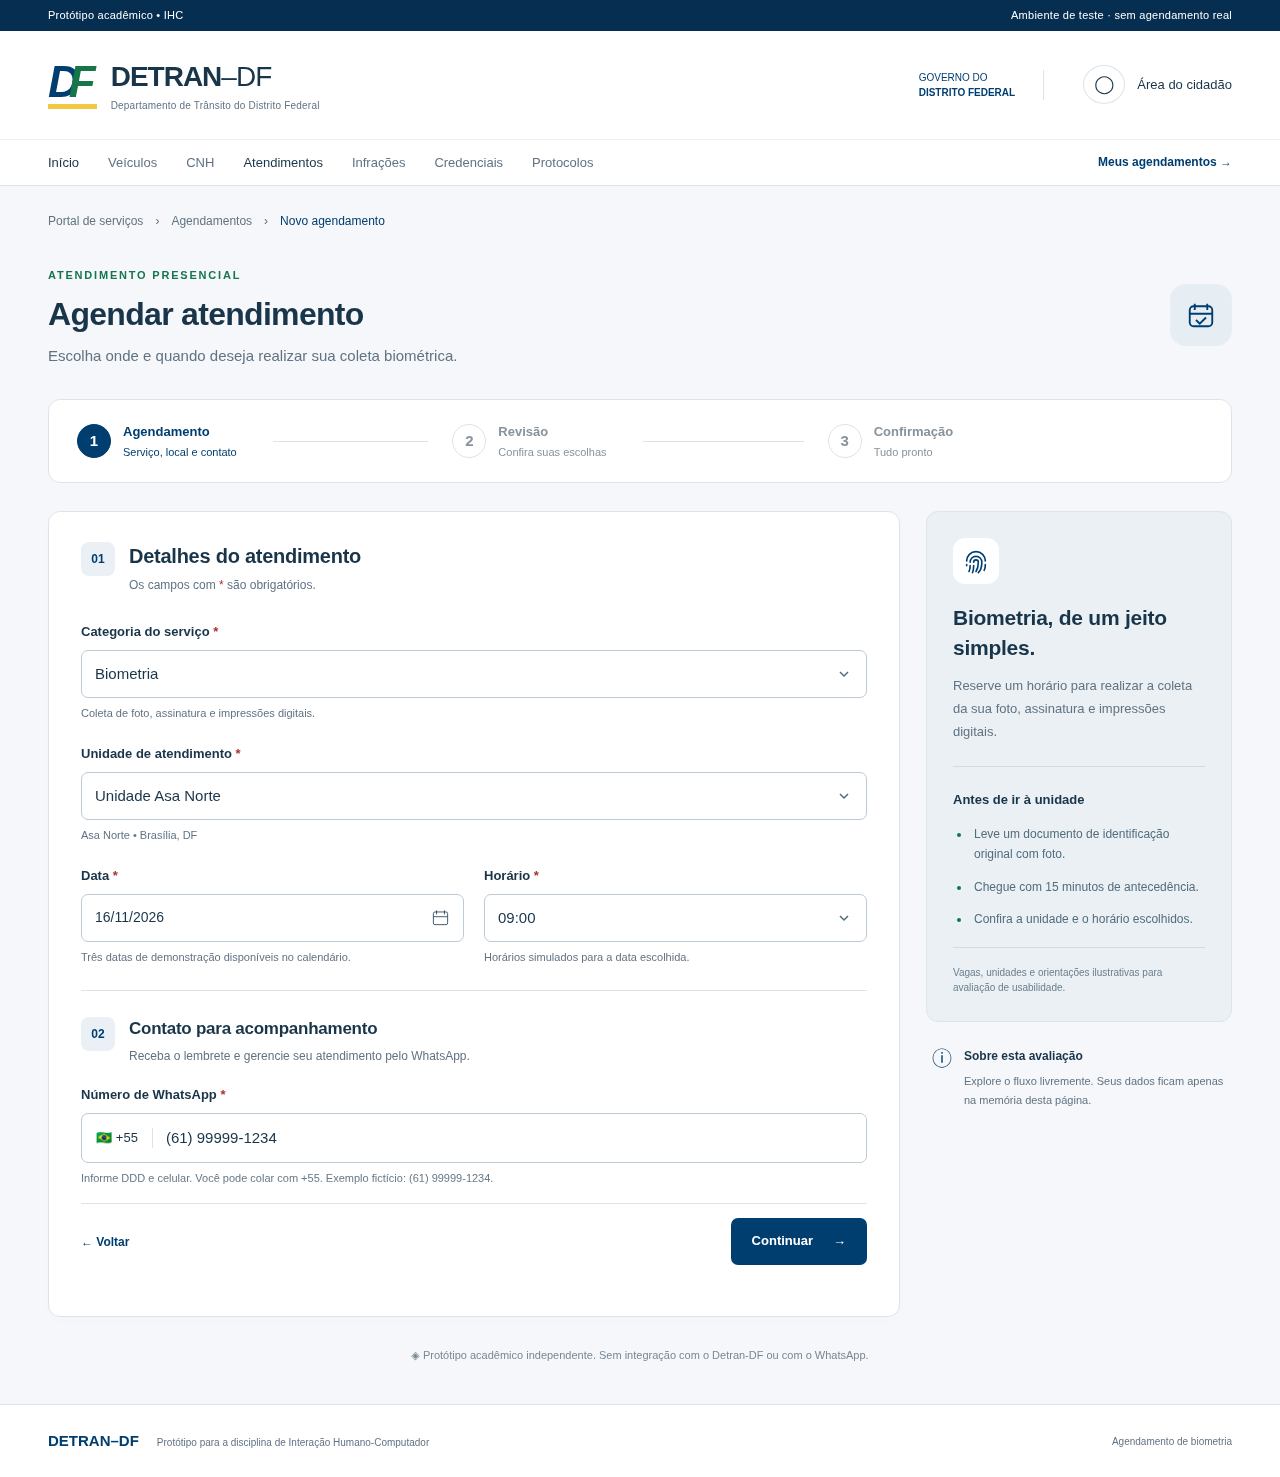 Protótipo acadêmico • IHC
Ambiente de teste · sem agendamento real
DF
DETRAN–DF
Departamento de Trânsito do Distrito Federal
GOVERNO DO
DISTRITO FEDERAL
Área do cidadão
Início Veículos CNH Atendimentos Infrações Credenciais Protocolos
Meus agendamentos →
Portal de serviços › Agendamentos › Novo agendamento
ATENDIMENTO PRESENCIAL
Agendar atendimento
Escolha onde e quando deseja realizar sua coleta biométrica.
1
Agendamento
Serviço, local e contato
2
Revisão
Confira suas escolhas
3
Confirmação
Tudo pronto
01
Detalhes do atendimento
Os campos com * são obrigatórios.
Categoria do serviço *
Biometria
Coleta de foto, assinatura e impressões digitais.
Unidade de atendimento *
Unidade Asa Norte
Asa Norte • Brasília, DF
Data *
16/11/2026
Três datas de demonstração disponíveis no calendário.
Horário *
09:00
Horários simulados para a data escolhida.
02
Contato para acompanhamento
Receba o lembrete e gerencie seu atendimento pelo WhatsApp.
Número de WhatsApp *
🇧🇷 +55
(61) 99999-1234
Informe DDD e celular. Você pode colar com +55. Exemplo fictício: (61) 99999-1234.
← Voltar
Continuar →
Biometria, de um jeito
simples.
Reserve um horário para realizar a coleta
da sua foto, assinatura e impressões
digitais.
Antes de ir à unidade
• Leve um documento de identificação
original com foto.
• Chegue com 15 minutos de antecedência.
• Confira a unidade e o horário escolhidos.
Vagas, unidades e orientações ilustrativas para
avaliação de usabilidade.
Sobre esta avaliação
Explore o fluxo livremente. Seus dados ficam apenas
na memória desta página.
◈ Protótipo acadêmico independente. Sem integração com o Detran-DF ou com o WhatsApp.
DETRAN–DF
Protótipo para a disciplina de Interação Humano-Computador
Agendamento de biometria